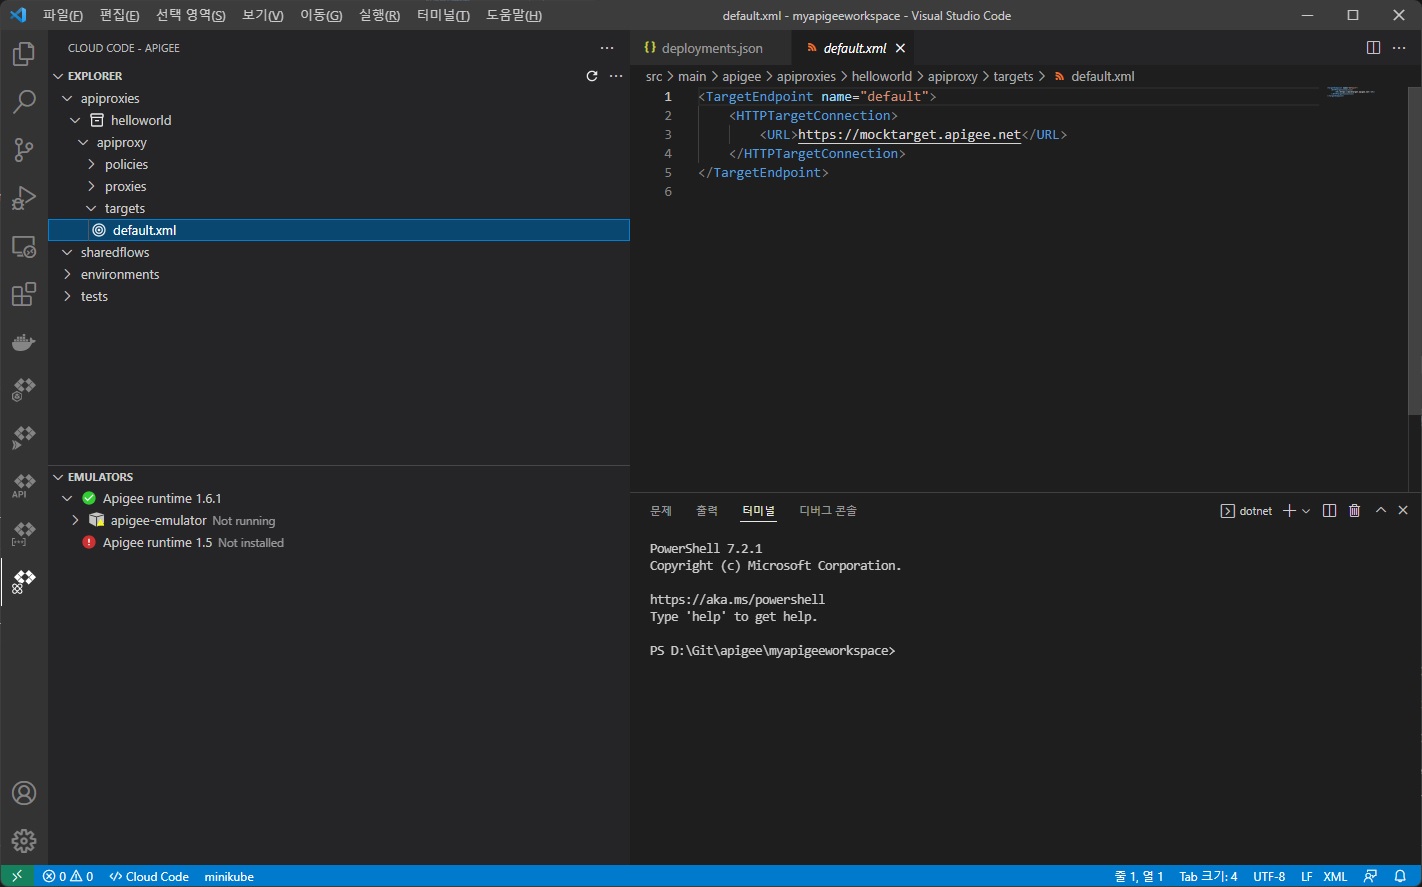 파일(F) 편집(E) 선택 영역(S) 보기(V) 이동(G) 실행(R) 터미널(T) 도움말(H) default.xml - myapigeeworkspace - Visual Studio Code
CLOUD CODE - APIGEE
EXPLORER
apiproxies
helloworld
apiproxy
policies
proxies
targets
default.xml
sharedflows
environments
tests
EMULATORS
Apigee runtime 1.6.1
apigee-emulator Not running
Apigee runtime 1.5 Not installed
API
{} deployments.json default.xml
src > main > apigee > apiproxies > helloworld > apiproxy > targets > default.xml
1 <TargetEndpoint name="default">
2 <HTTPTargetConnection>
3 <URL>https://mocktarget.apigee.net</URL>
4 </HTTPTargetConnection>
5 </TargetEndpoint>
6
문제 출력 터미널 디버그 콘솔 dotnet
PowerShell 7.2.1
Copyright (c) Microsoft Corporation.
https://aka.ms/powershell
Type 'help' to get help.
PS D:\Git\apigee\myapigeeworkspace>
0 0 Cloud Code minikube 줄 1, 열 1 Tab 크기: 4 UTF-8 LF XML